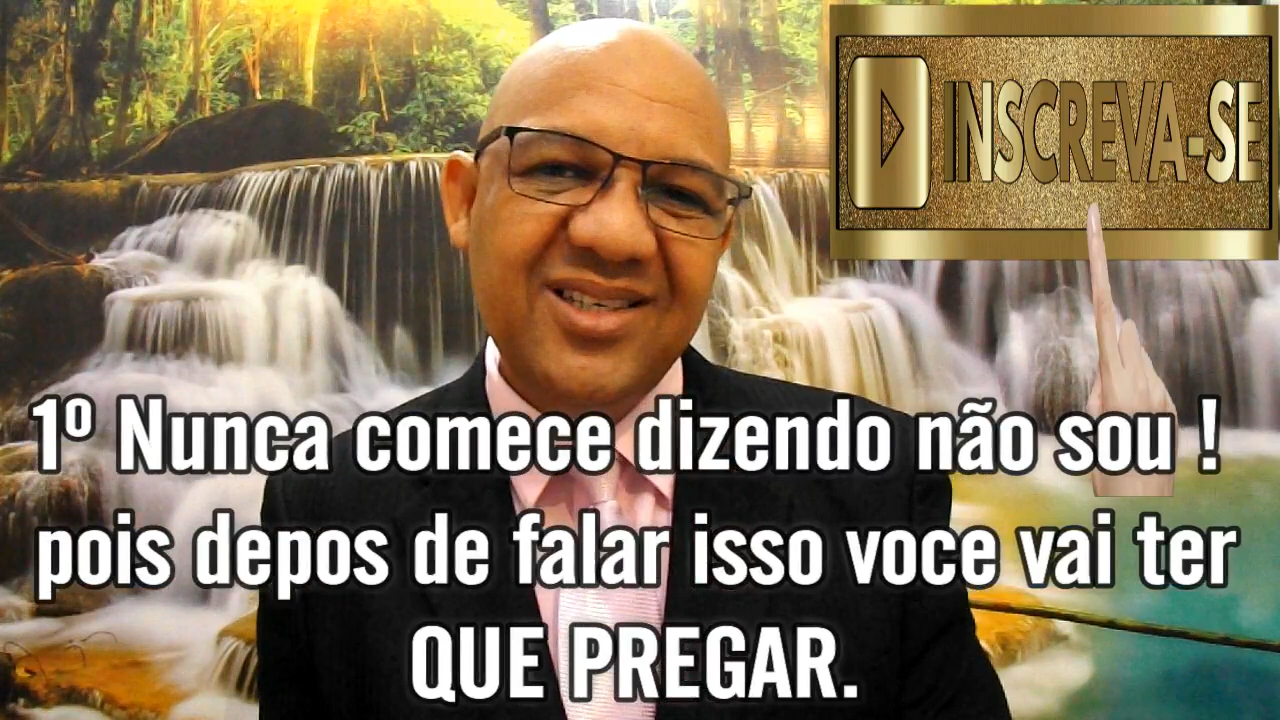 INSCREVA-SE
1º Nunca comece dizendo não sou !
pois depos de falar isso voce vai ter
QUE PREGAR.